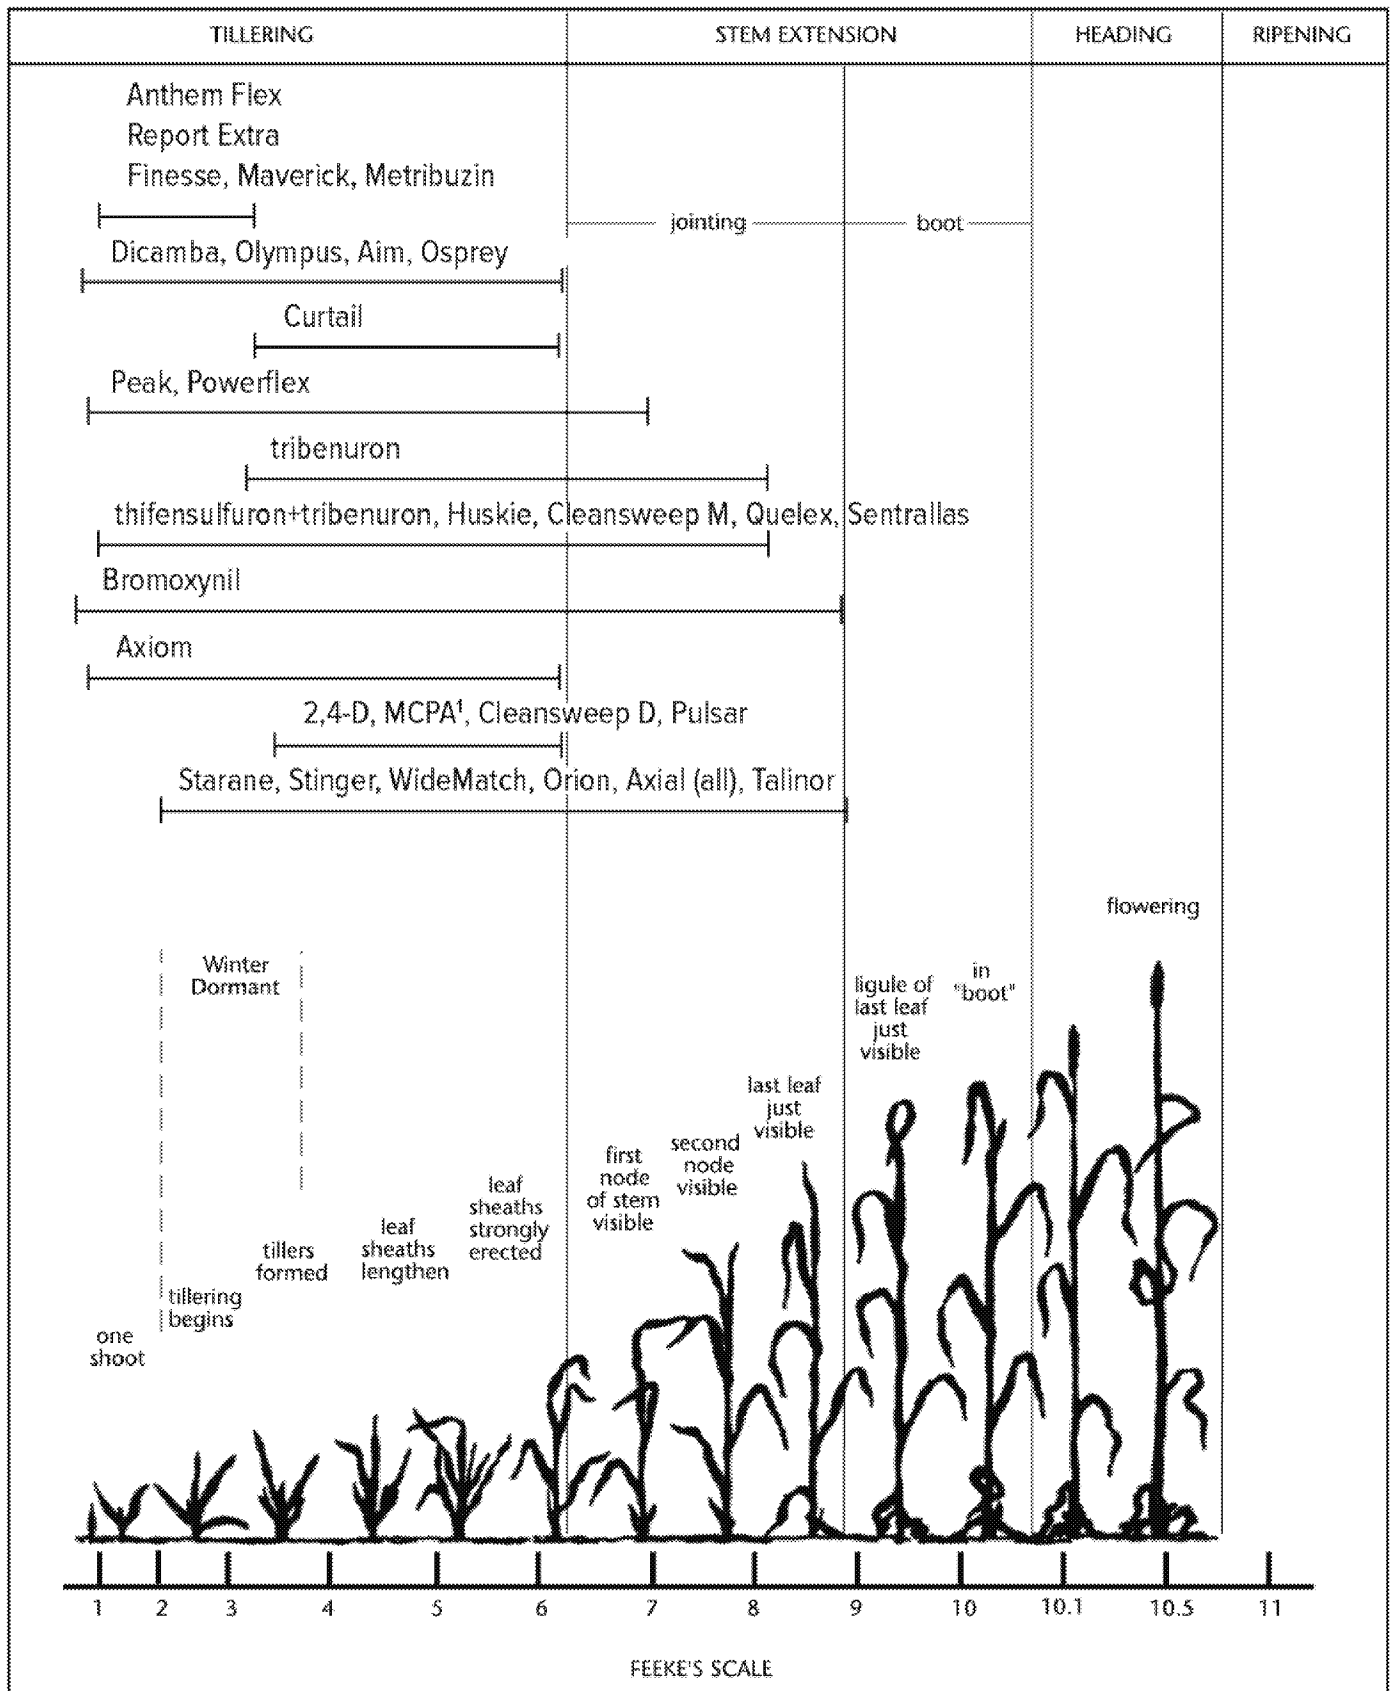 TILLERING
STEM EXTENSION
HEADING
RIPENING
Anthem Flex
Report Extra
Finesse, Maverick, Metribuzin
jointing
boot
Dicamba, Olympus, Aim, Osprey
Curtail
Peak, Powerflex
tribenuron
thifensulfuron+tribenuron, Huskie, Cleansweep M, Quelex, Sentrallas
Bromoxynil
Axiom
2,4-D, MCPA¹, Cleansweep D, Pulsar
Starane, Stinger, WideMatch, Orion, Axial (all), Talinor
flowering
Winter
Dormant
in
"boot"
ligule of
last leaf
just
visible
last leaf
just
visible
second
node
visible
first
node
of stem
visible
leaf
sheaths
strongly
erected
leaf
sheaths
lengthen
tillers
formed
tillering
begins
one
shoot
1 2 3 4 5 6 7 8 9 10 10.1 10.5 11
FEEKE'S SCALE